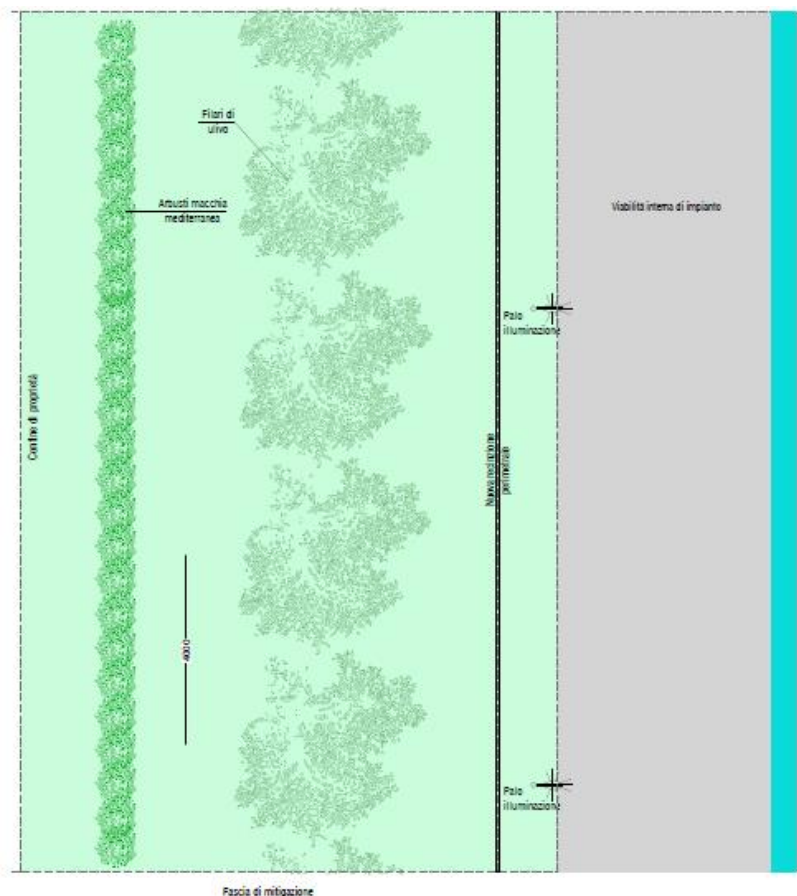 Filari di
ulivo
Arbusti macchia
mediterranea
Viabilità interna di impianto
Palo
illuminazione
Confine di proprietà
Nuova recinzione
perimetrale
4000
Palo
illuminazione
Fascia di mitigazione